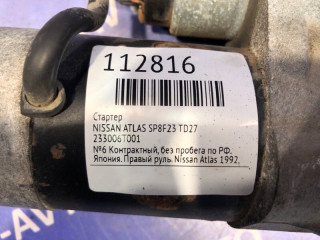 112816
Стартер
NISSAN ATLAS SP8F23 TD27
233006T001
№6 Контрактный, без пробега по РФ.
Япония. Правый руль. Nissan Atlas 1992.